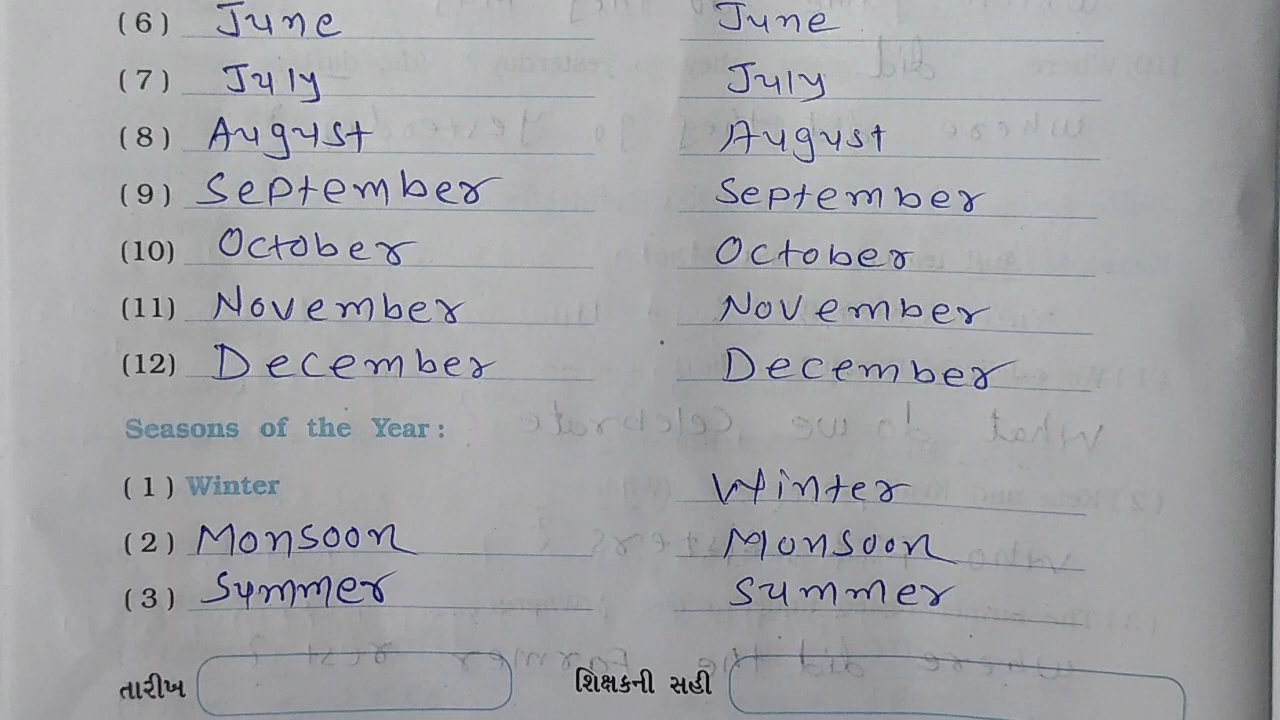 (6) June June
(7) July July
(8) August August
(9) September September
(10) October October
(11) November November
(12) December December
Seasons of the Year:
(1) Winter Winter
(2) Monsoon Monsoon
(3) Summer Summer
તારીખ શિક્ષકની સહી